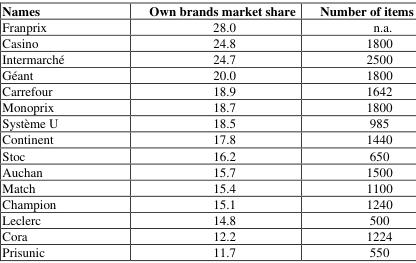 Names Own brands market share Number of items
Franprix 28.0 n.a.
Casino 24.8 1800
Intermarché 24.7 2500
Géant 20.0 1800
Carrefour 18.9 1642
Monoprix 18.7 1800
Système U 18.5 985
Continent 17.8 1440
Stoc 16.2 650
Auchan 15.7 1500
Match 15.4 1100
Champion 15.1 1240
Leclerc 14.8 500
Cora 12.2 1224
Prisunic 11.7 550